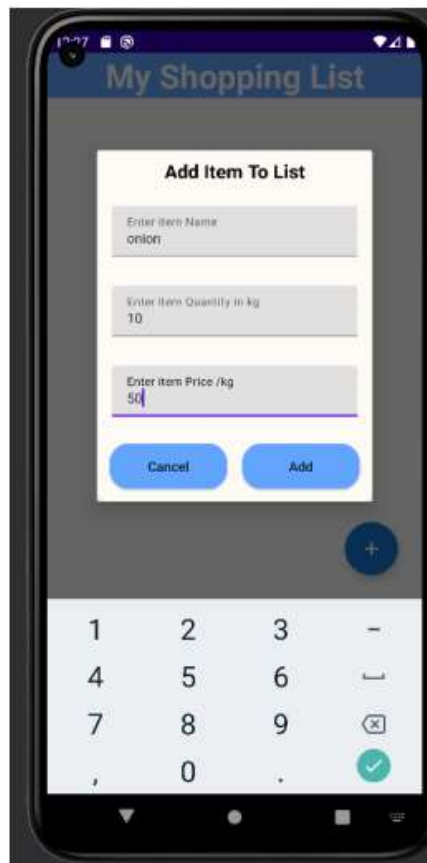 My Shopping List
Add Item To List
Enter item Name
onion
Enter item Quantity in kg
10
Enter item Price /kg
50
Cancel Add
+
1 2 3 -
4 5 6
7 8 9
, 0 .